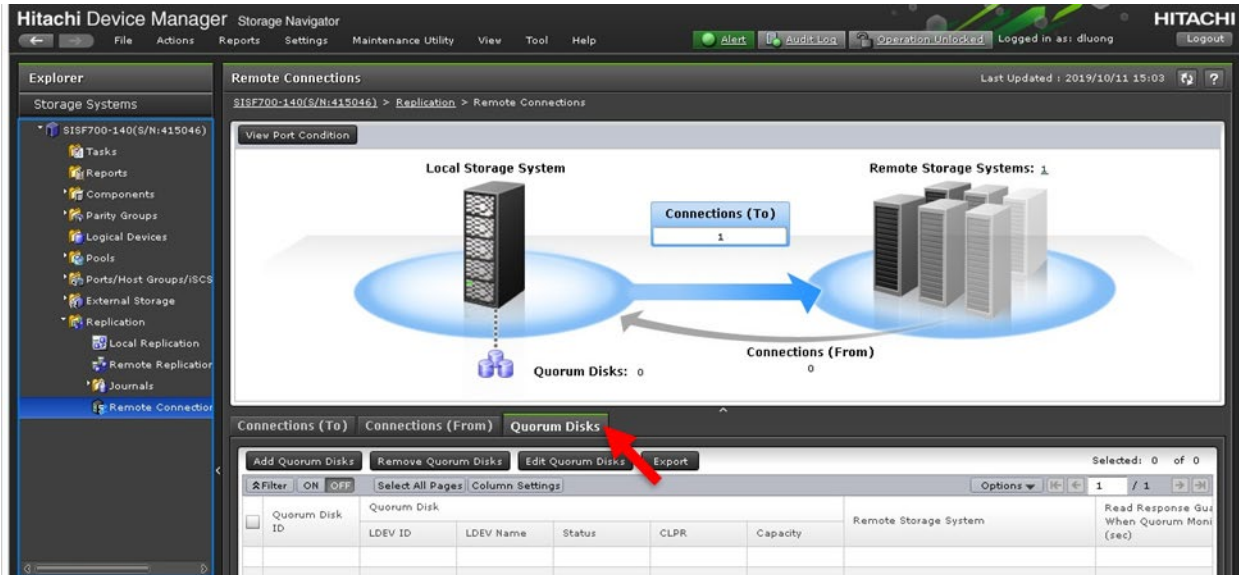 Hitachi Device Manager Storage Navigator
HITACHI
File Actions Reports Settings Maintenance Utility View Tool Help
Alert Audit Log Operation Unlocked Logged in as: dluong Logout
Explorer
Storage Systems
SISF700-140(S/N:415046)
Tasks
Reports
Components
Parity Groups
Logical Devices
Pools
Ports/Host Groups/iSCS
External Storage
Replication
Local Replication
Remote Replication
Journals
Remote Connection
Remote Connections
Last Updated : 2019/10/11 15:03 ?
SISF700-140(S/N:415046) > Replication > Remote Connections
View Port Condition
Local Storage System
Remote Storage Systems: 1
Connections (To)
1
Connections (From)
0
Quorum Disks: 0
Connections (To) Connections (From) Quorum Disks
Add Quorum Disks Remove Quorum Disks Edit Quorum Disks Export
Selected: 0 of 0
Filter ON OFF Select All Pages Column Settings
Options 1 / 1
Quorum Disk
ID
Quorum Disk
LDEV ID LDEV Name Status CLPR Capacity
Remote Storage System
Read Response Gua
When Quorum Moni
(sec)